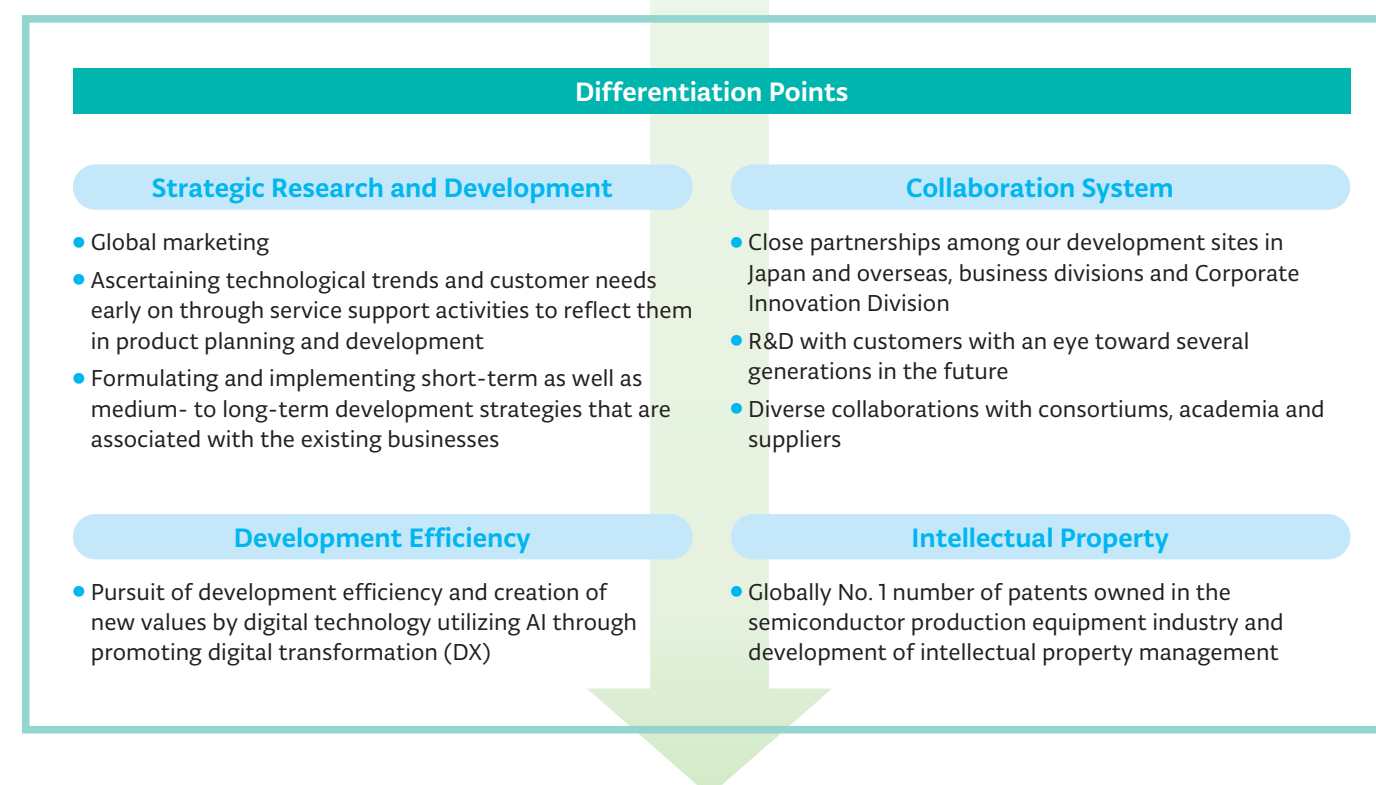 Differentiation Points
Strategic Research and Development
● Global marketing
● Ascertaining technological trends and customer needs
early on through service support activities to reflect them
in product planning and development
● Formulating and implementing short-term as well as
medium- to long-term development strategies that are
associated with the existing businesses
Collaboration System
● Close partnerships among our development sites in
Japan and overseas, business divisions and Corporate
Innovation Division
● R&D with customers with an eye toward several
generations in the future
● Diverse collaborations with consortiums, academia and
suppliers
Development Efficiency
● Pursuit of development efficiency and creation of
new values by digital technology utilizing AI through
promoting digital transformation (DX)
Intellectual Property
● Globally No. 1 number of patents owned in the
semiconductor production equipment industry and
development of intellectual property management